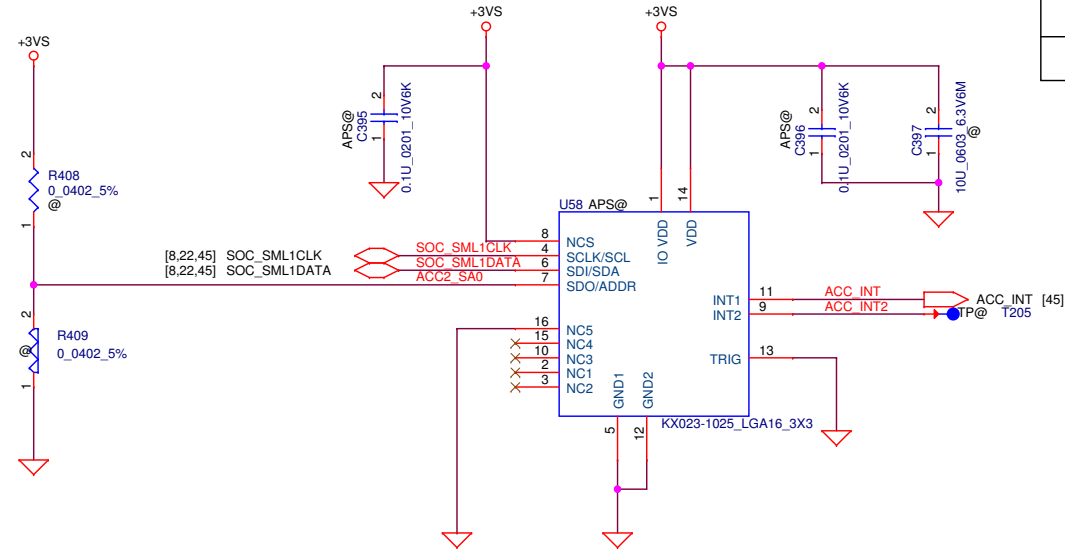 +3VS
+3VS
+3VS
2
R408
0_0402_5%
@
1
2
@
R409
0_0402_5%
1
2
APS@
C395
0.1U_0201_10V6K
1
2
APS@
C396
0.1U_0201_10V6K
1
2
C397
10U_0603_6.3V6M
@
1
U58 APS@
1
14
IO VDD
VDD
8 NCS
[8,22,45] SOC_SML1CLK SOC_SML1CLK 4 SCLK/SCL
[8,22,45] SOC_SML1DATA SOC_SML1DATA 6 SDI/SDA
ACC2_SA0 7 SDO/ADDR
INT1 11 ACC_INT ACC_INT [45]
INT2 9 ACC_INT2 TP@ T205
16 NC5
15 NC4
10 NC3
2 NC1
3 NC2
TRIG 13
GND1
GND2
5
12
KX023-1025_LGA16_3X3